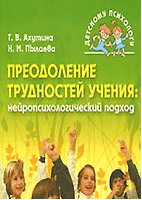 ДЕТСКОМУ ПСИХОЛОГУ
Т. В. Ахутина
Н. М. Пылаева
ПРЕОДОЛЕНИЕ
ТРУДНОСТЕЙ УЧЕНИЯ:
нейропсихологический подход